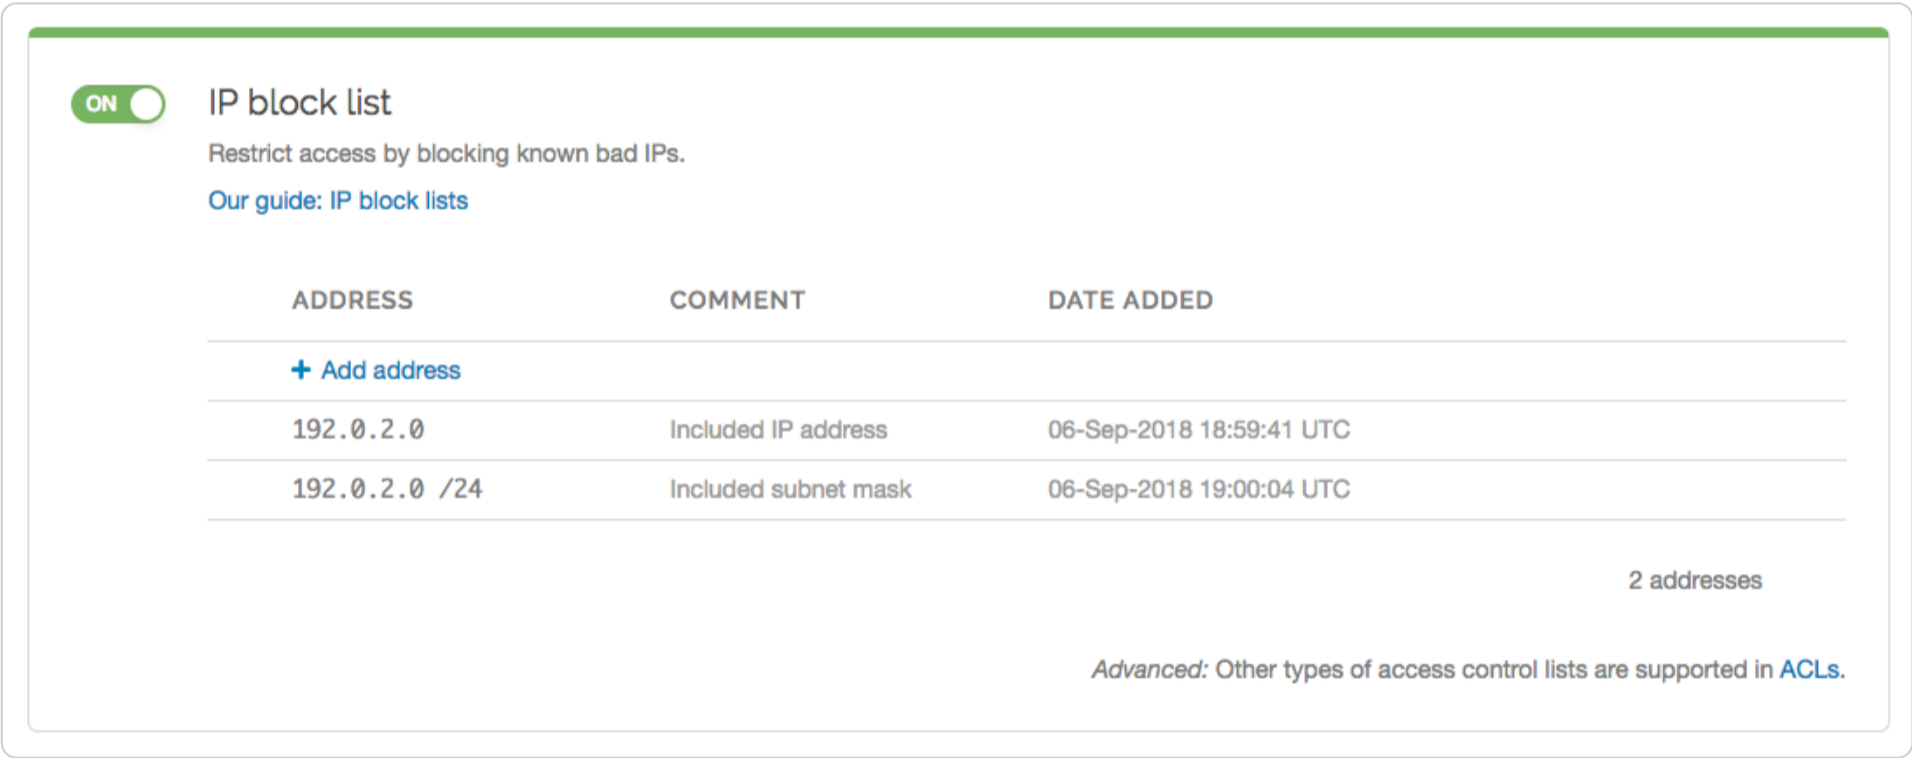 ON
IP block list
Restrict access by blocking known bad IPs.
Our guide: IP block lists
ADDRESS COMMENT DATE ADDED
+ Add address
192.0.2.0 Included IP address 06-Sep-2018 18:59:41 UTC
192.0.2.0 /24 Included subnet mask 06-Sep-2018 19:00:04 UTC
2 addresses
Advanced: Other types of access control lists are supported in ACLs.